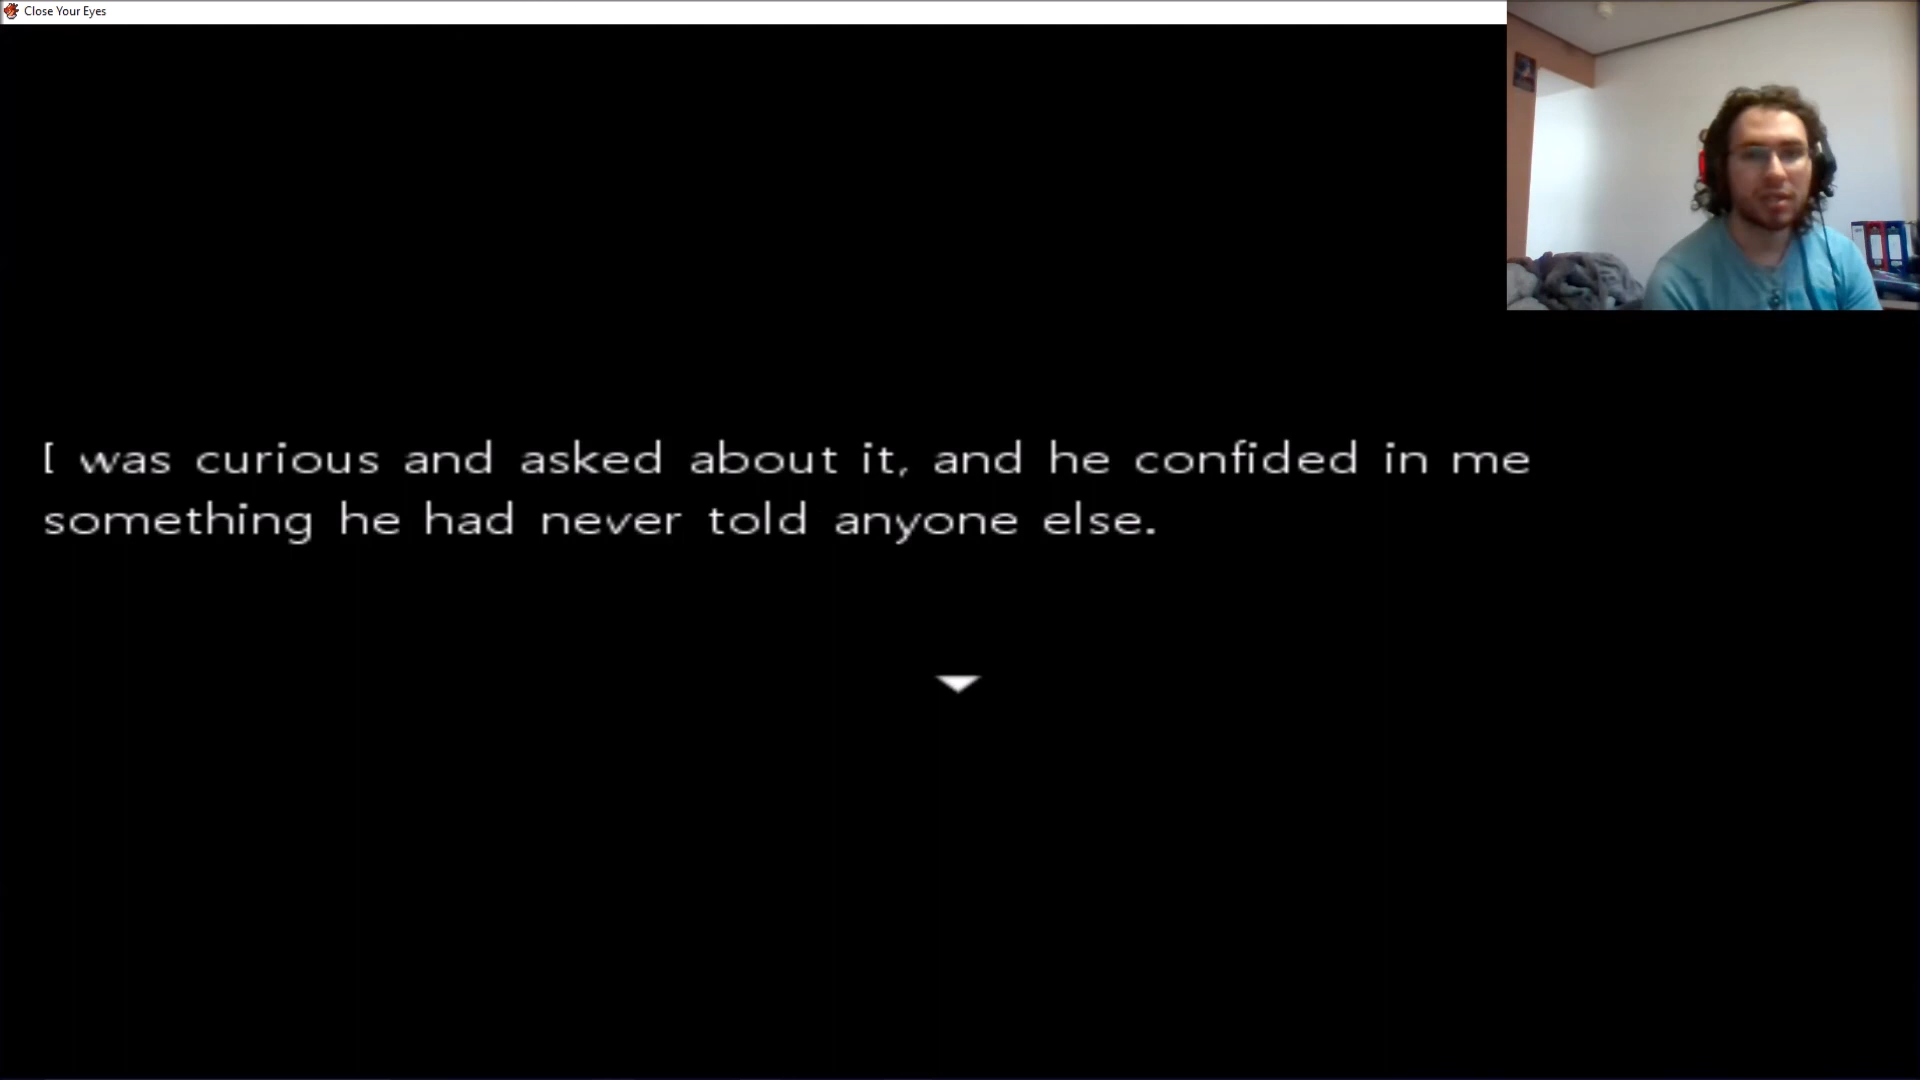 Close Your Eyes
I was curious and asked about it, and he confided in me
something he had never told anyone else.